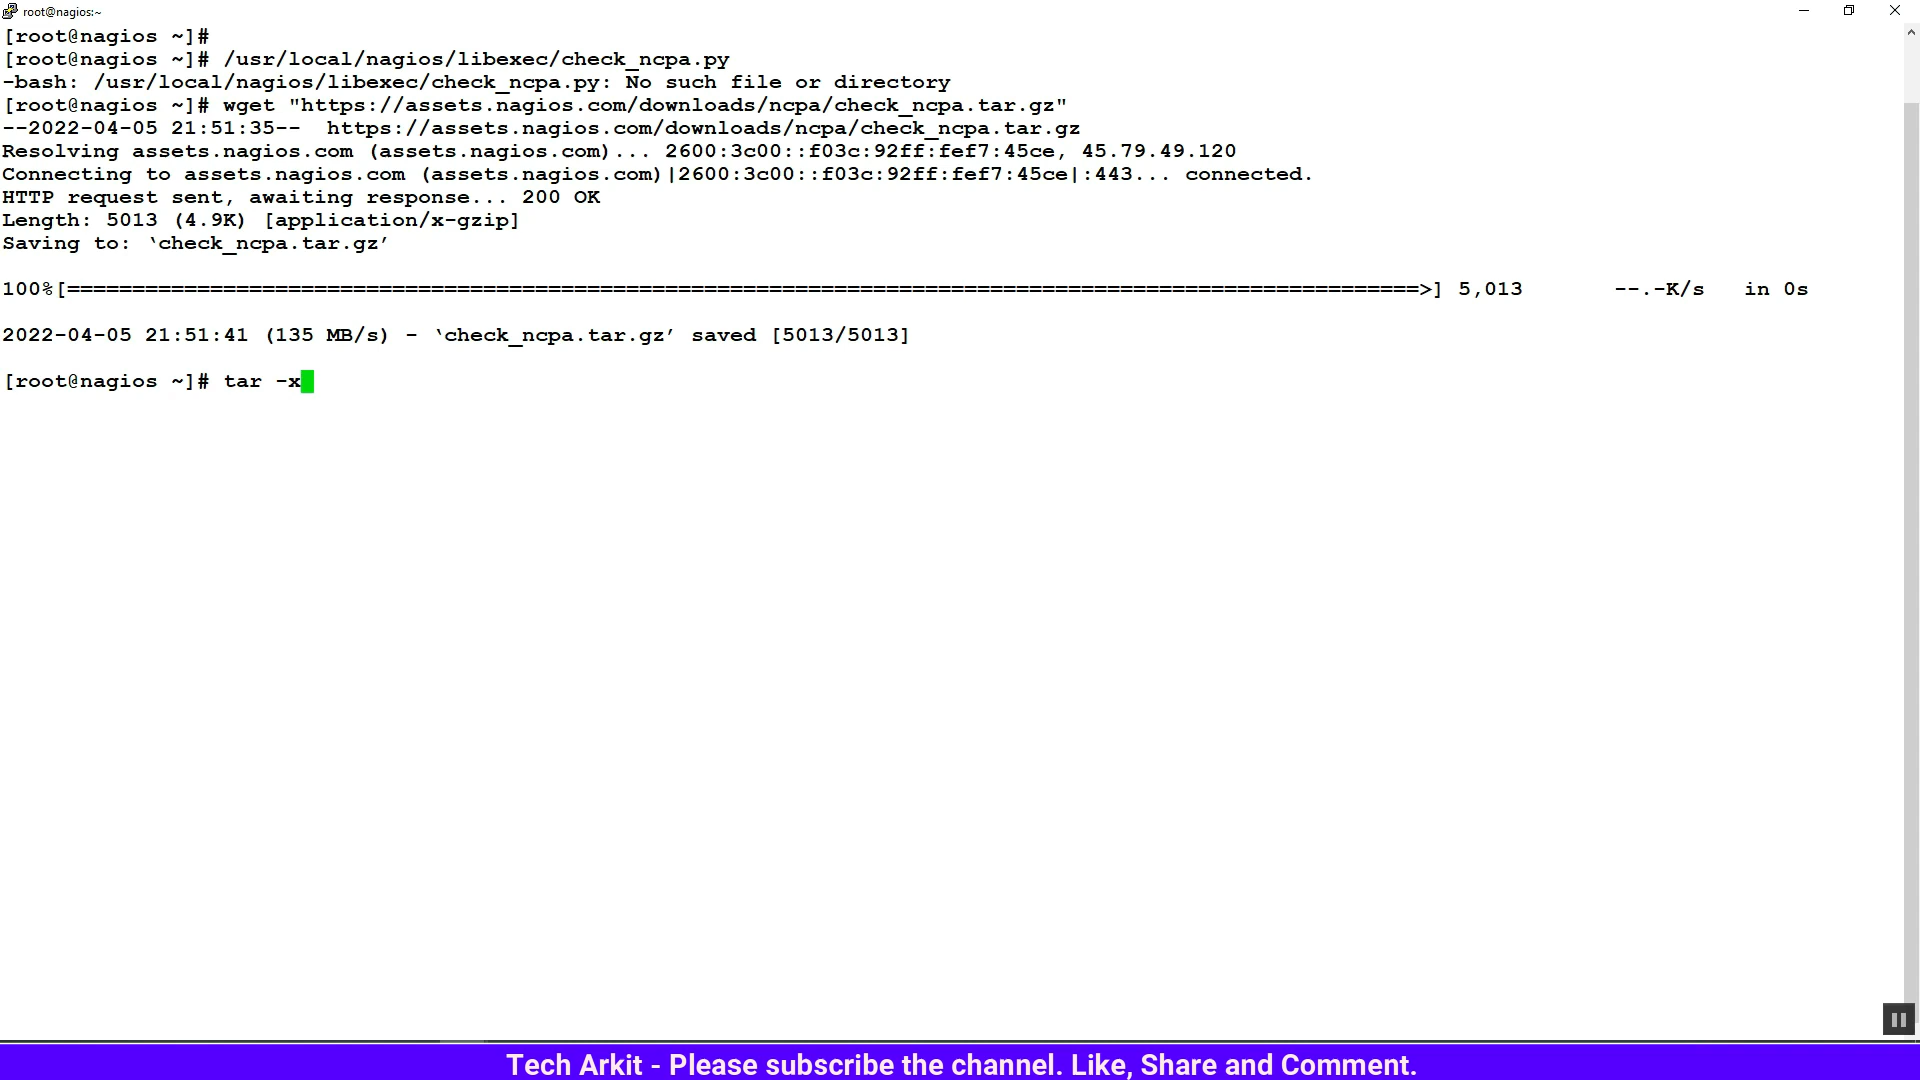 root@nagios:~
[root@nagios ~]#
[root@nagios ~]# /usr/local/nagios/libexec/check_ncpa.py
-bash: /usr/local/nagios/libexec/check_ncpa.py: No such file or directory
[root@nagios ~]# wget "https://assets.nagios.com/downloads/ncpa/check_ncpa.tar.gz"
--2022-04-05 21:51:35--  https://assets.nagios.com/downloads/ncpa/check_ncpa.tar.gz
Resolving assets.nagios.com (assets.nagios.com)... 2600:3c00::f03c:92ff:fef7:45ce, 45.79.49.120
Connecting to assets.nagios.com (assets.nagios.com)|2600:3c00::f03c:92ff:fef7:45ce|:443... connected.
HTTP request sent, awaiting response... 200 OK
Length: 5013 (4.9K) [application/x-gzip]
Saving to: ‘check_ncpa.tar.gz’
100%[========================================================================================================>] 5,013       --.-K/s   in 0s
2022-04-05 21:51:41 (135 MB/s) - ‘check_ncpa.tar.gz’ saved [5013/5013]
[root@nagios ~]# tar -x
Tech Arkit - Please subscribe the channel. Like, Share and Comment.